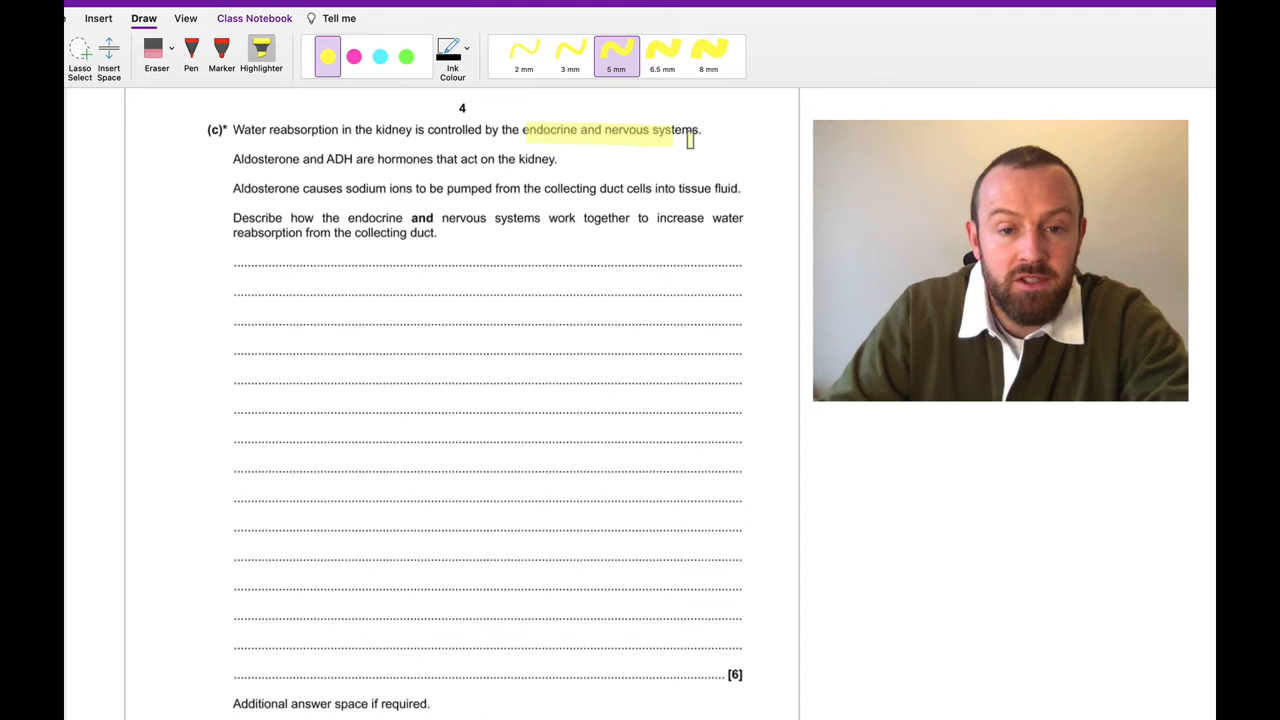 Insert Draw View Class Notebook Tell me
Lasso Select
Insert Space
Eraser
Pen
Marker
Highlighter
Ink Colour
2 mm
3 mm
5 mm
6.5 mm
8 mm
4
(c)* Water reabsorption in the kidney is controlled by the endocrine and nervous systems.
Aldosterone and ADH are hormones that act on the kidney.
Aldosterone causes sodium ions to be pumped from the collecting duct cells into tissue fluid.
Describe how the endocrine and nervous systems work together to increase water
reabsorption from the collecting duct.
[6]
Additional answer space if required.